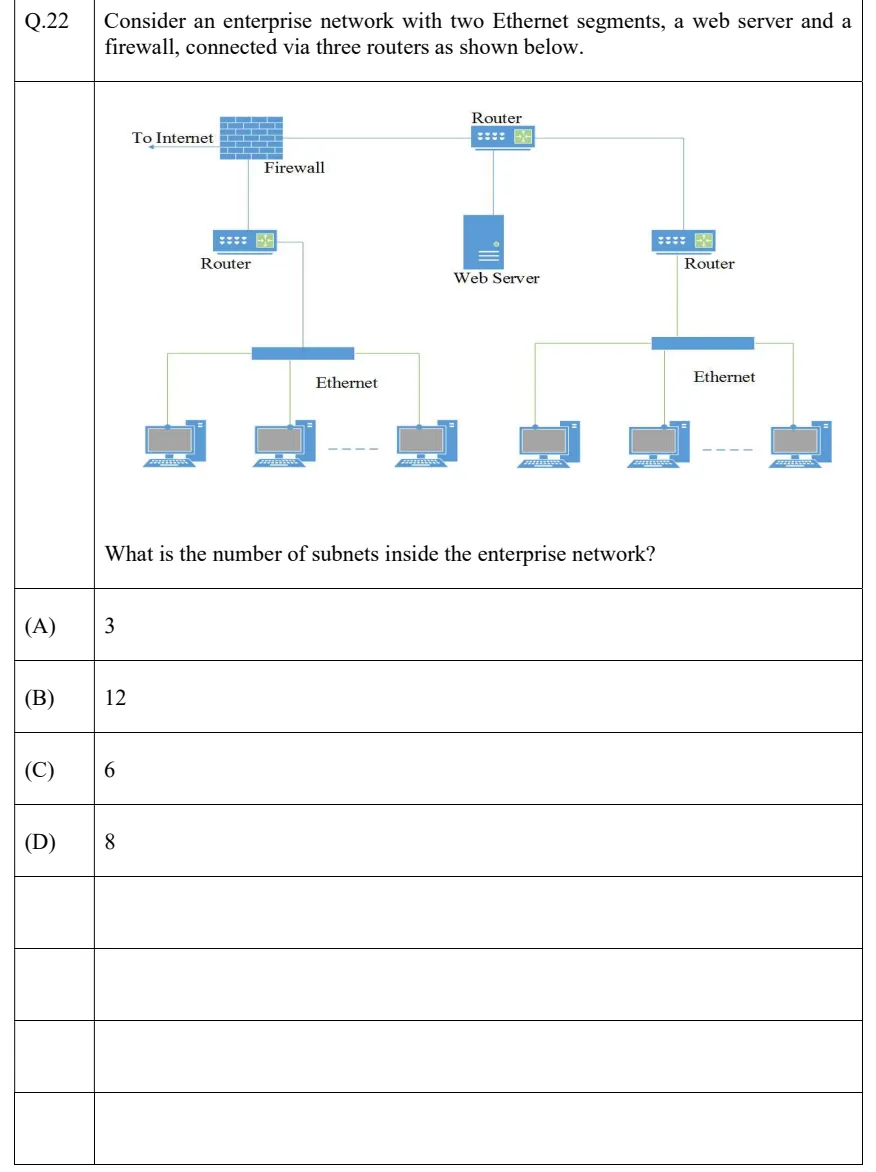 Q.22 Consider an enterprise network with two Ethernet segments, a web server and a
firewall, connected via three routers as shown below.
Router
To Internet
Firewall
Router
Web Server
Router
Ethernet
Ethernet
What is the number of subnets inside the enterprise network?
(A) 3
(B) 12
(C) 6
(D) 8